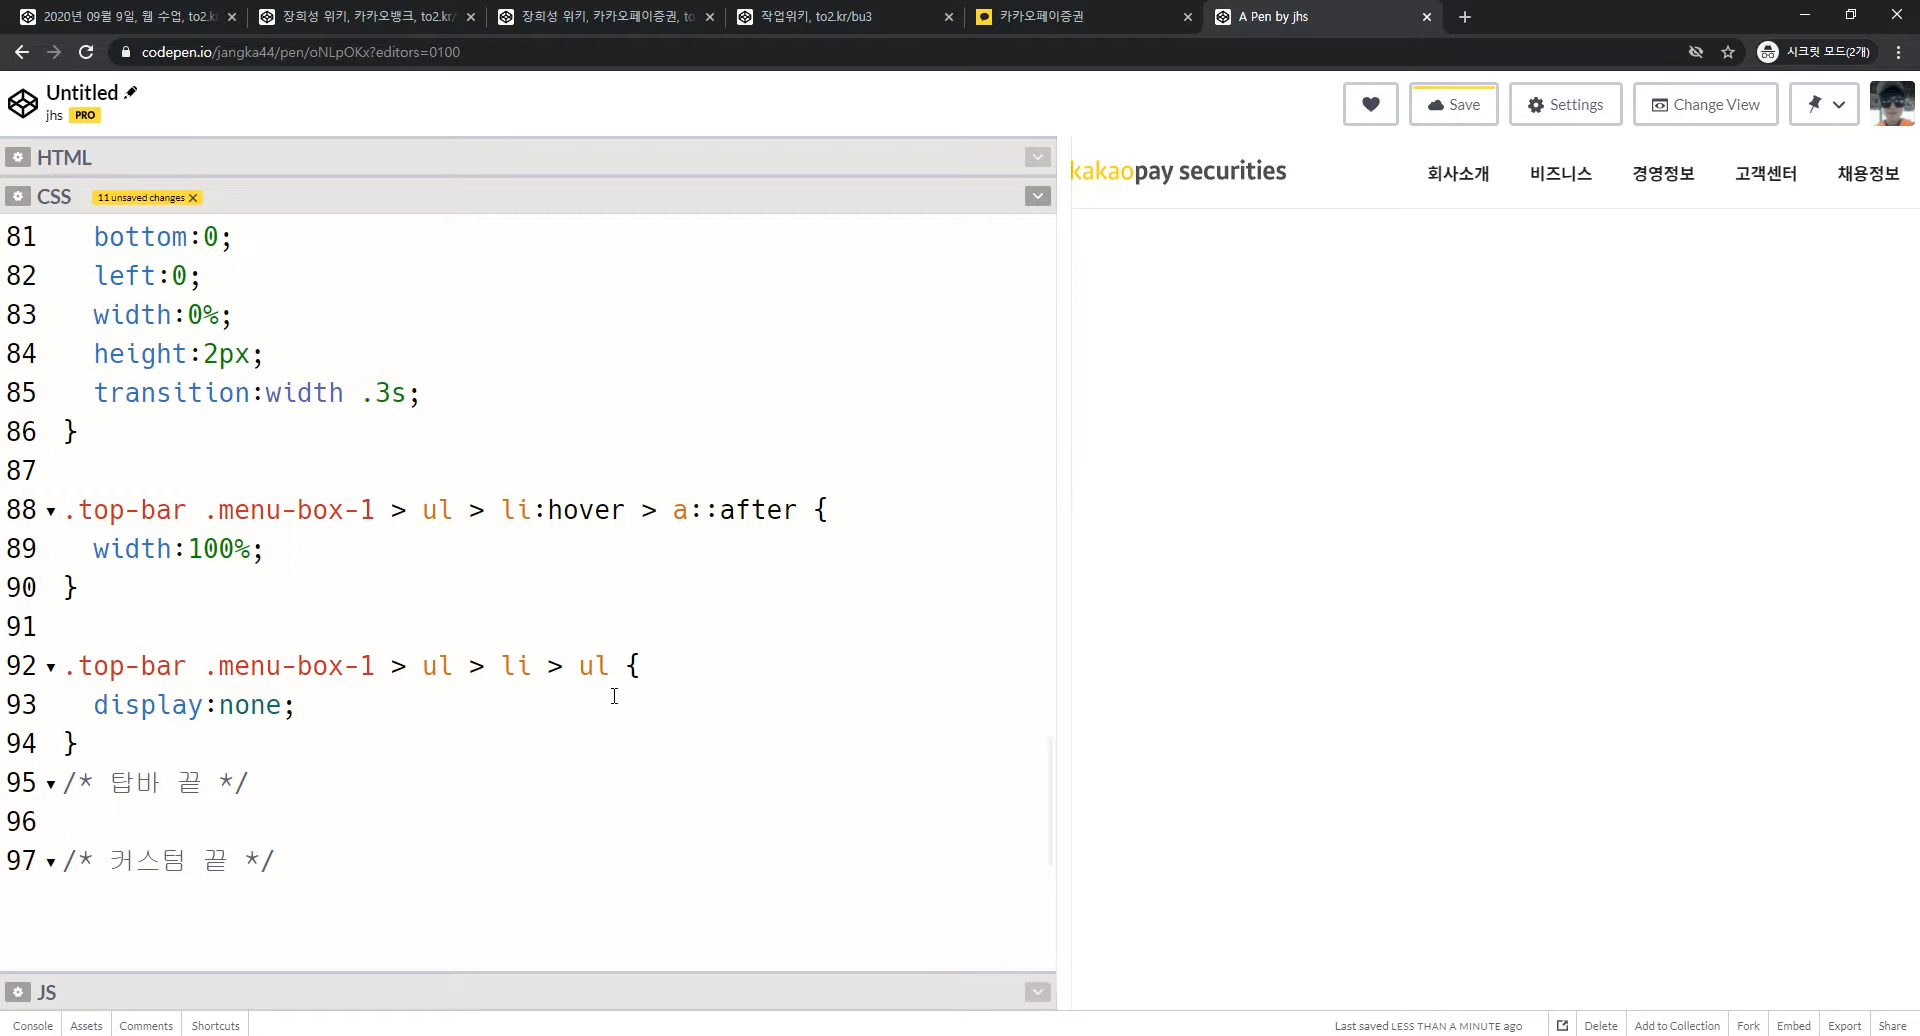 2020년 09월 9일, 웹 수업, to2.k
장희성 위키, 카카오뱅크, to2.kr/
장희성 위키, 카카오페이증권, to
작업위키, to2.kr/bu3
카카오페이증권
A Pen by jhs
codepen.io/jangka44/pen/oNLpOKx?editors=0100
시크릿 모드(2개)
Untitled
jhs PRO
Save
Settings
Change View
HTML
CSS 11 unsaved changes
81 bottom:0;
82 left:0;
83 width:0%;
84 height:2px;
85 transition:width .3s;
86 }
87
88 .top-bar .menu-box-1 > ul > li:hover > a::after {
89 width:100%;
90 }
91
92 .top-bar .menu-box-1 > ul > li > ul {
93 display:none;
94 }
95 /* 탑바 끝 */
96
97 /* 커스텀 끝 */
JS
kakaopay securities 회사소개 비즈니스 경영정보 고객센터 채용정보
Console Assets Comments Shortcuts
Last saved LESS THAN A MINUTE ago Delete Add to Collection Fork Embed Export Share